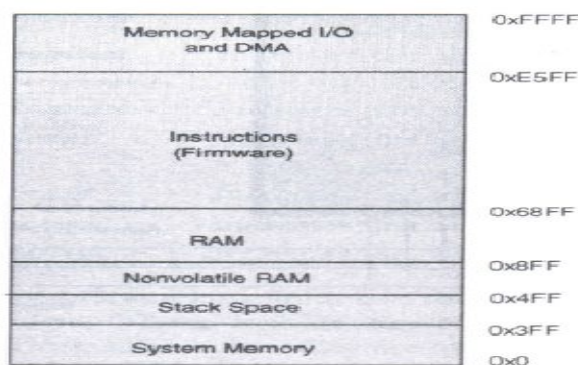 Memory Mapped I/O
and DMA
0xFFFF
0xE5FF
Instructions
(Firmware)
0x68FF
RAM
0x8FF
Nonvolatile RAM
0x4FF
Stack Space
0x3FF
System Memory
0x0